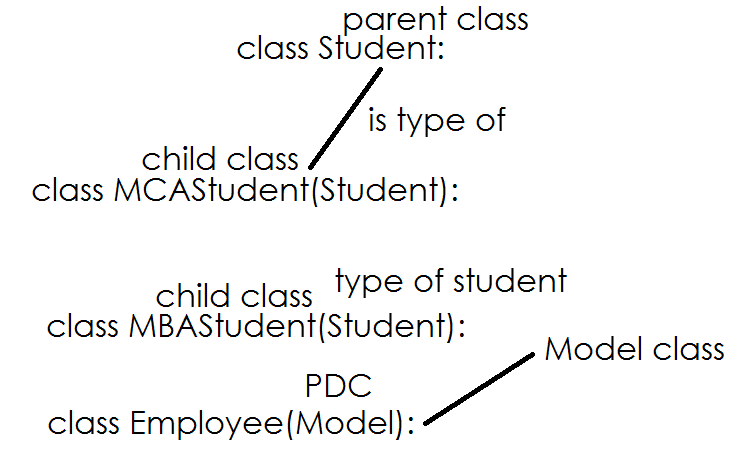 parent class
class Student:
is type of
child class
class MCAStudent(Student):
type of student
child class
class MBAStudent(Student):
Model class
PDC
class Employee(Model):